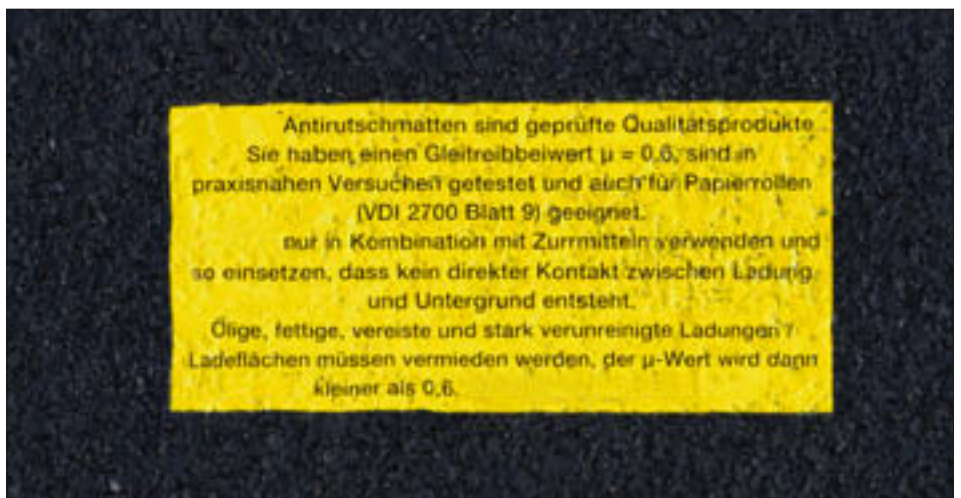 Antirutschmatten sind geprüfte Qualitätsprodukte
Sie haben einen Gleitreibbeiwert µ = 0,6, sind in
praxisnahen Versuchen getestet und auch für Papierrollen
(VDI 2700 Blatt 9) geeignet.
nur in Kombination mit Zurrmitteln verwenden und
so einsetzen, dass kein direkter Kontakt zwischen Ladung
und Untergrund entsteht.
Ölige, fettige, vereiste und stark verunreinigte Ladungen /
Ladeflächen müssen vermieden werden, der µ-Wert wird dann
kleiner als 0,6.